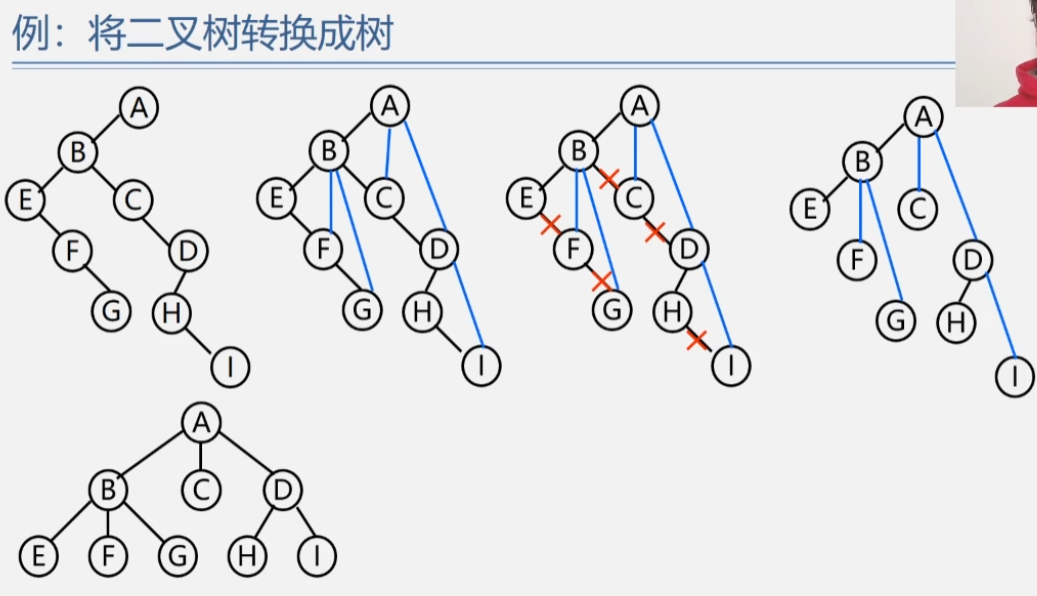 例：将二叉树转换成树
A A A A
B B B B
E C E C E C E C
F D F D F D F D
G H G H G H G H
I I I I
A
B C D
E F G H I